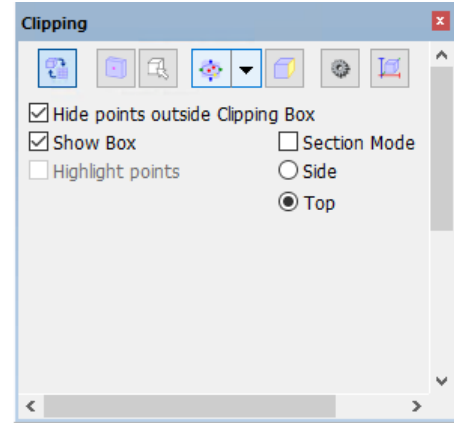 Clipping
Hide points outside Clipping Box
Show Box
Section Mode
Highlight points
Side
Top